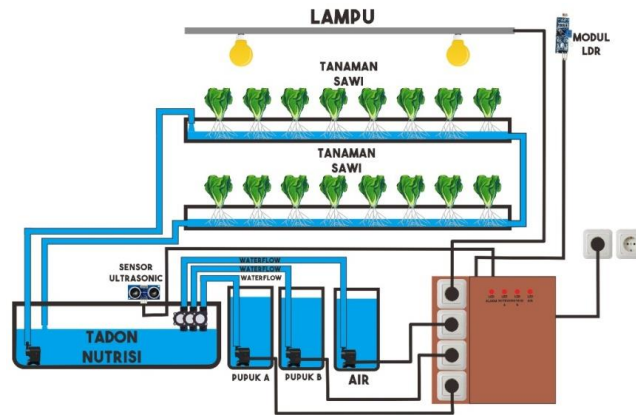 LAMPU
MODUL
LDR
TANAMAN
SAWI
TANAMAN
SAWI
SENSOR
ULTRASONIC
WATERFLOW
WATERFLOW
WATERFLOW
TADON
NUTRISI
PUPUK A
PUPUK B
AIR